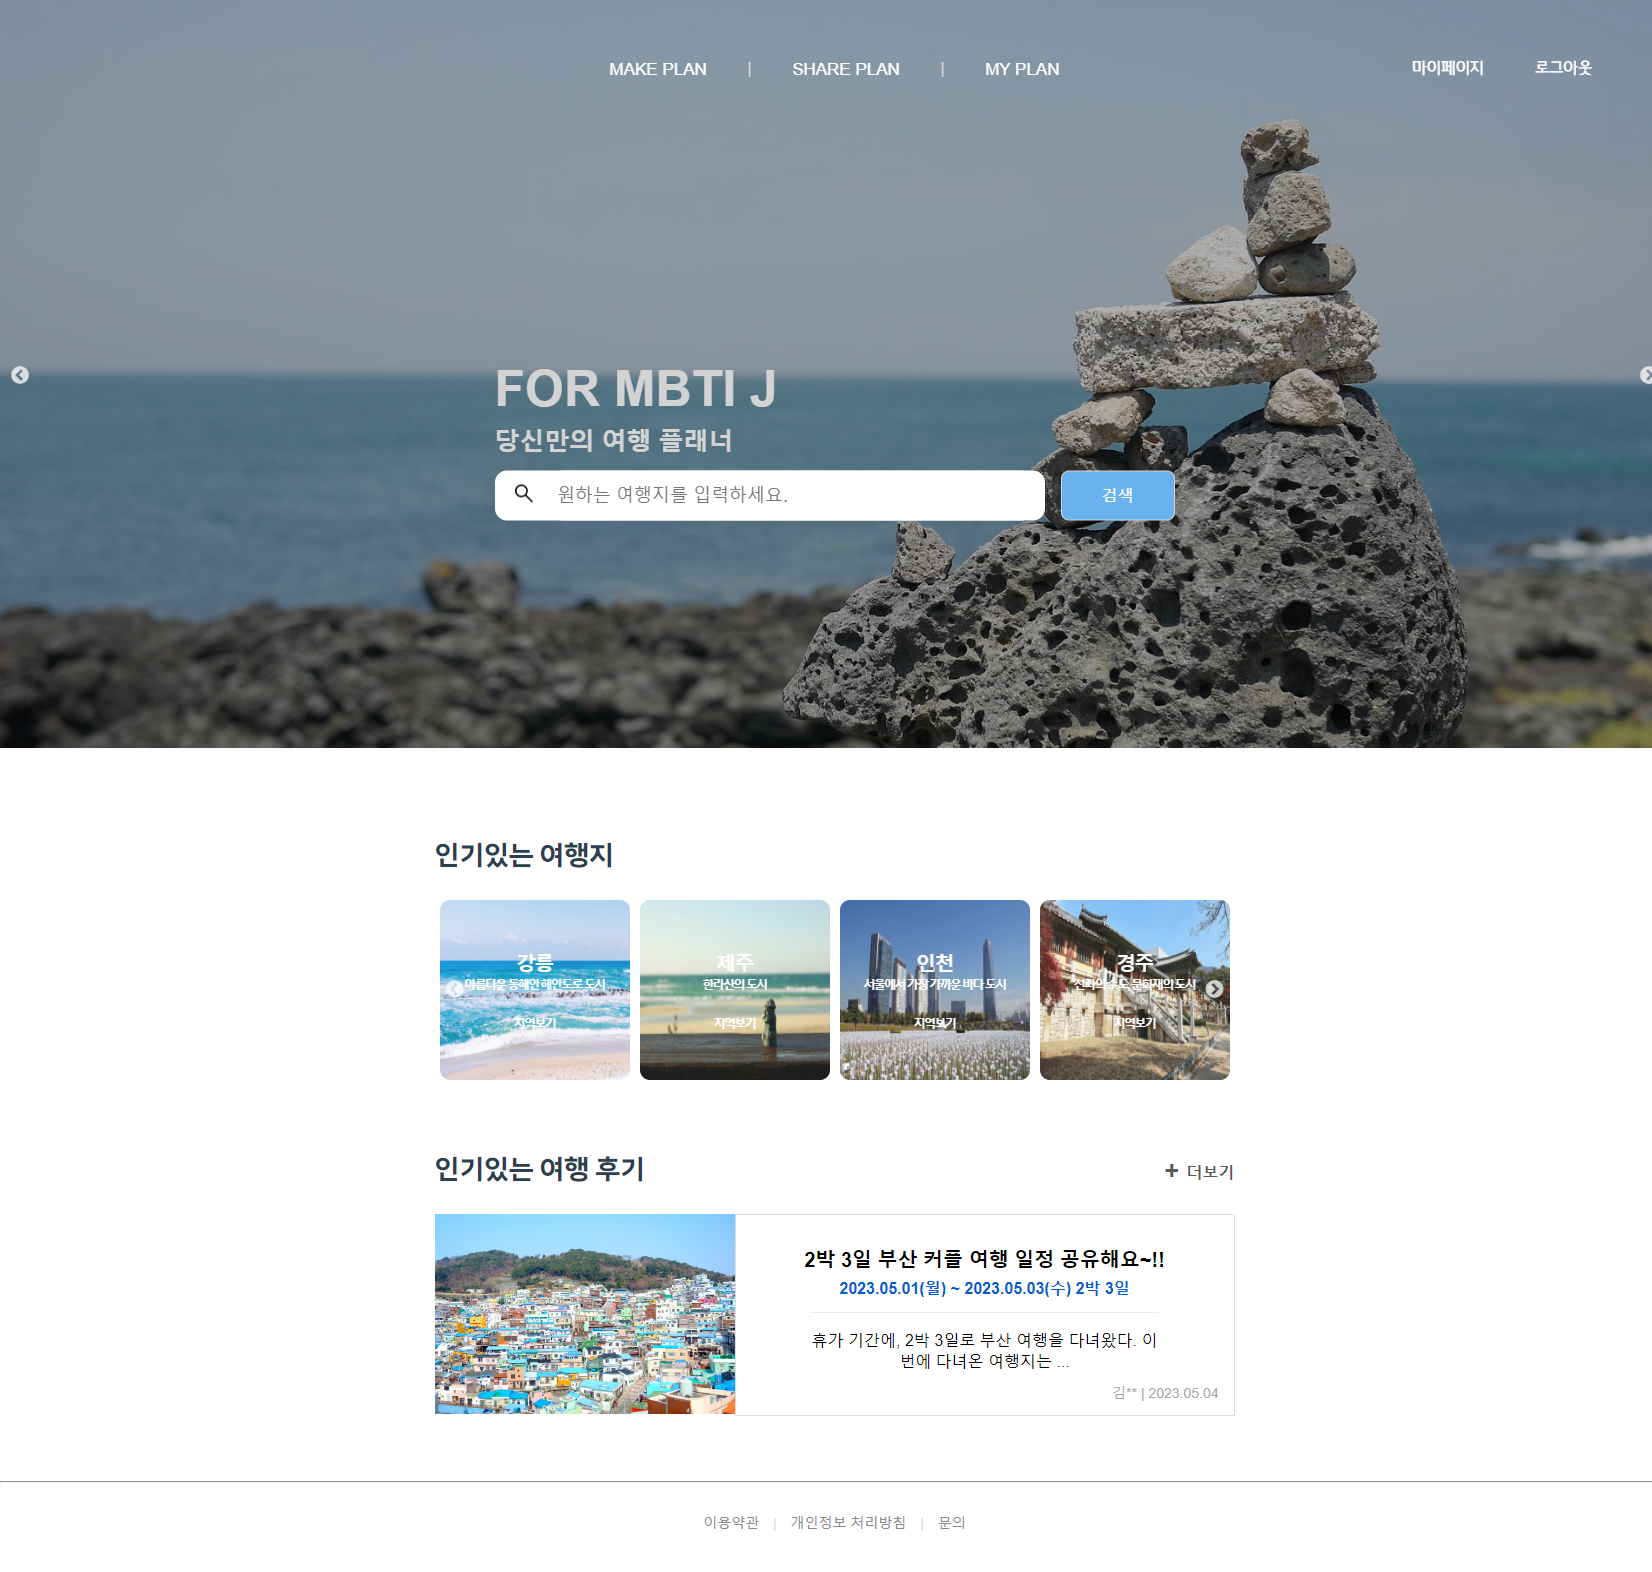 MAKE PLAN | SHARE PLAN | MY PLAN 마이페이지 로그아웃
FOR MBTI J
당신만의 여행 플래너
원하는 여행지를 입력하세요. 검색
인기있는 여행지
강릉
아름다운 동해안 해안도로 도시
지역보기
제주
한라산의 도시
지역보기
인천
서울에서 가장 가까운 바다 도시
지역보기
경주
신라의 수도, 문화재의 도시
지역보기
인기있는 여행 후기
+ 더보기
2박 3일 부산 커플 여행 일정 공유해요~!!
2023.05.01(월) ~ 2023.05.03(수) 2박 3일
휴가 기간에, 2박 3일로 부산 여행을 다녀왔다. 이
번에 다녀온 여행지는 ...
김** | 2023.05.04
이용약관 | 개인정보 처리방침 | 문의